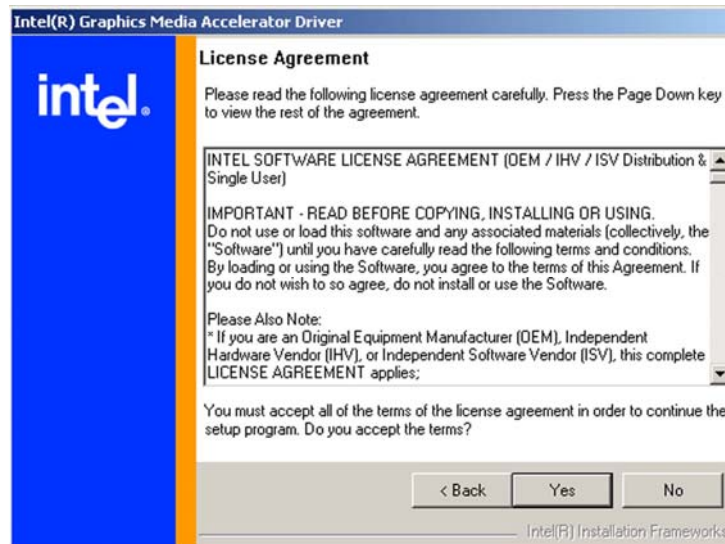 Intel(R) Graphics Media Accelerator Driver
intel.
License Agreement
Please read the following license agreement carefully. Press the Page Down key
to view the rest of the agreement.
INTEL SOFTWARE LICENSE AGREEMENT (OEM / IHV / ISV Distribution &
Single User)
IMPORTANT - READ BEFORE COPYING, INSTALLING OR USING.
Do not use or load this software and any associated materials (collectively, the
"Software") until you have carefully read the following terms and conditions.
By loading or using the Software, you agree to the terms of this Agreement. If
you do not wish to so agree, do not install or use the Software.
Please Also Note:
* If you are an Original Equipment Manufacturer (OEM), Independent
Hardware Vendor (IHV), or Independent Software Vendor (ISV), this complete
LICENSE AGREEMENT applies;
You must accept all of the terms of the license agreement in order to continue the
setup program. Do you accept the terms?
< Back Yes No
Intel(R) Installation Frameworks